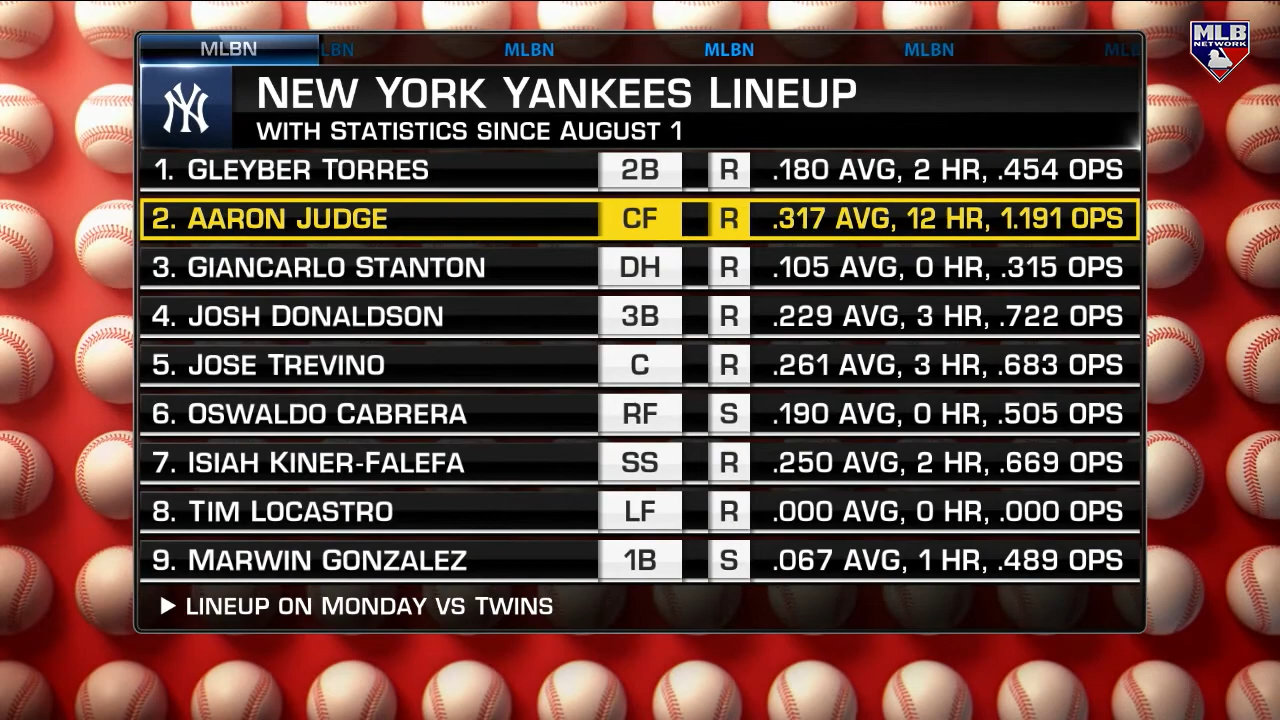 MLBN LBN MLBN MLBN MLBN ML
MLB
NETWORK
NY
NEW YORK YANKEES LINEUP
WITH STATISTICS SINCE AUGUST 1
1. GLEYBER TORRES 2B R .180 AVG, 2 HR, .454 OPS
2. AARON JUDGE CF R .317 AVG, 12 HR, 1.191 OPS
3. GIANCARLO STANTON DH R .105 AVG, 0 HR, .315 OPS
4. JOSH DONALDSON 3B R .229 AVG, 3 HR, .722 OPS
5. JOSE TREVINO C R .261 AVG, 3 HR, .683 OPS
6. OSWALDO CABRERA RF S .190 AVG, 0 HR, .505 OPS
7. ISIAH KINER-FALEFA SS R .250 AVG, 2 HR, .669 OPS
8. TIM LOCASTRO LF R .000 AVG, 0 HR, .000 OPS
9. MARWIN GONZALEZ 1B S .067 AVG, 1 HR, .489 OPS
▶ LINEUP ON MONDAY VS TWINS